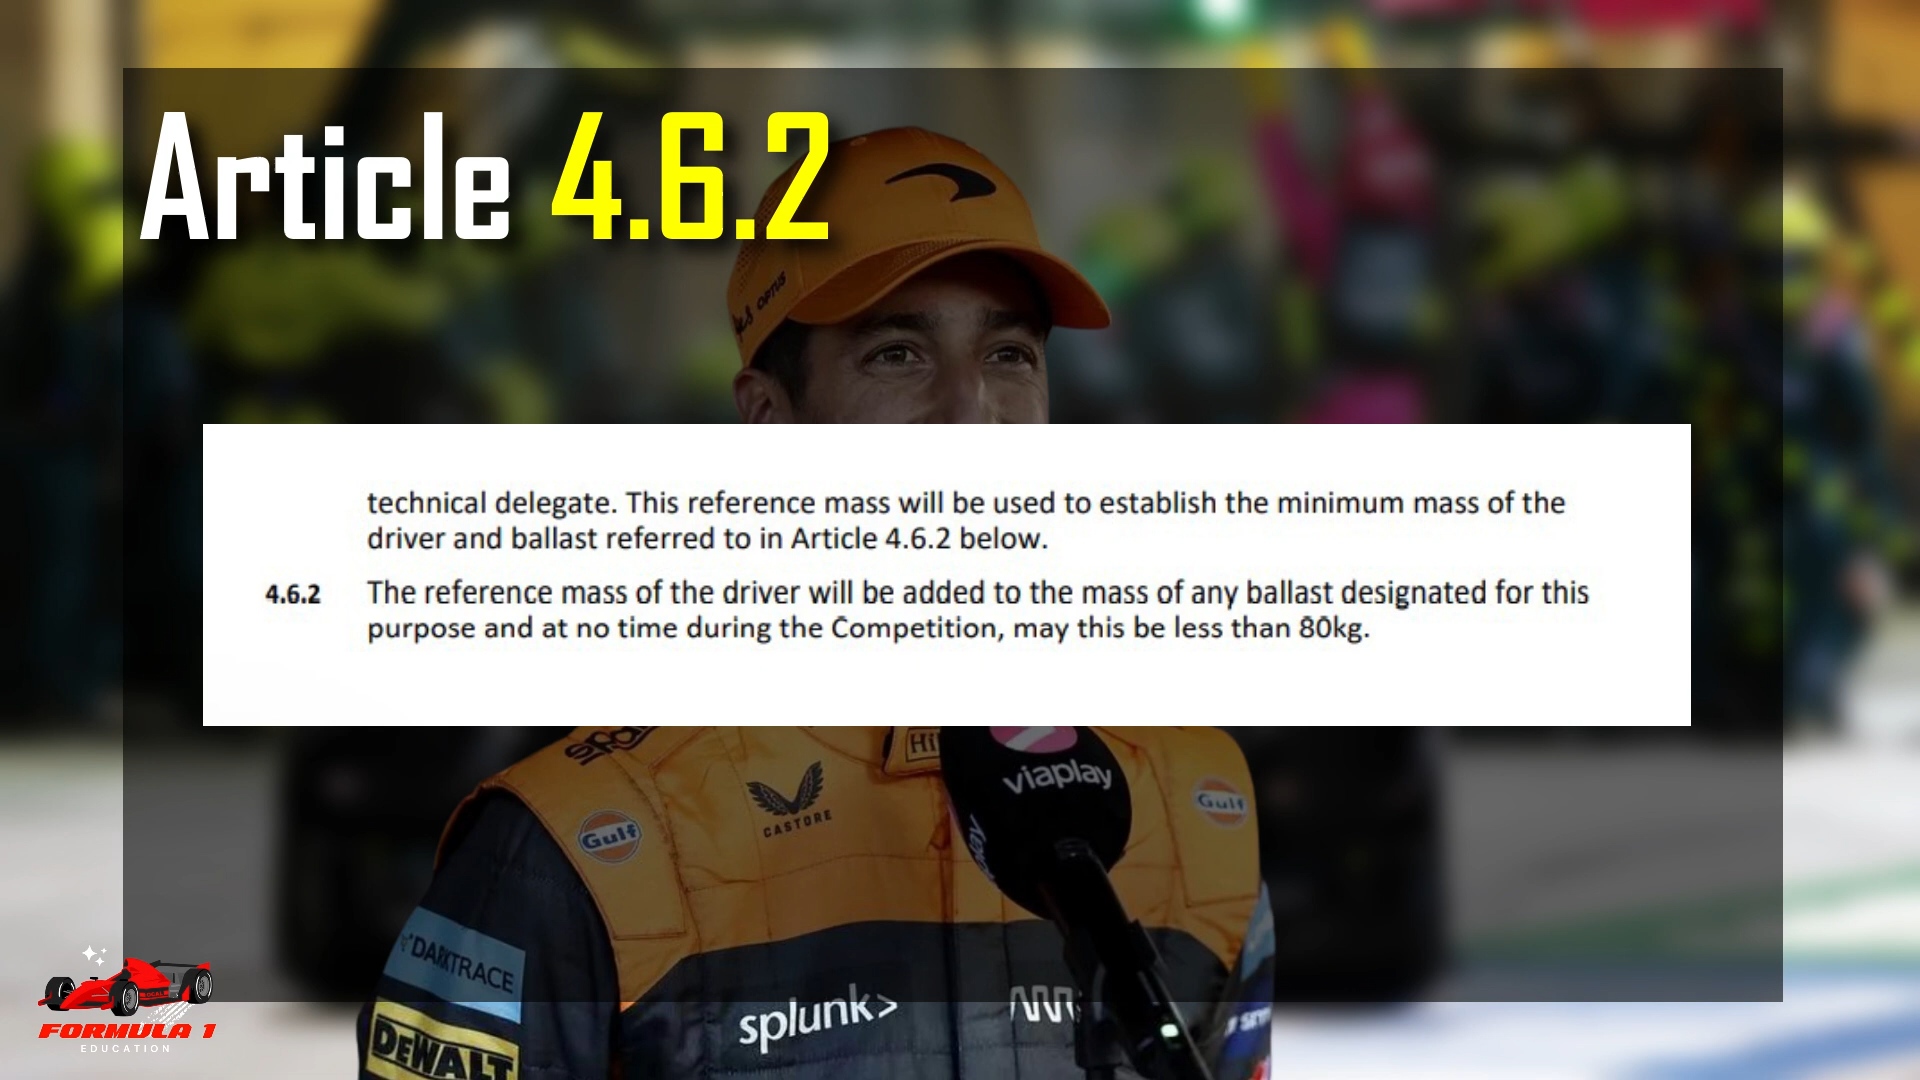 Article 4.6.2
OPTUS
technical delegate. This reference mass will be used to establish the minimum mass of the
driver and ballast referred to in Article 4.6.2 below.
4.6.2 The reference mass of the driver will be added to the mass of any ballast designated for this
purpose and at no time during the Competition, may this be less than 80kg.
viaplay
CASTORE
Gulf
Gulf
DARKTRACE
splunk>
DEWALT
FORMULA 1
EDUCATION